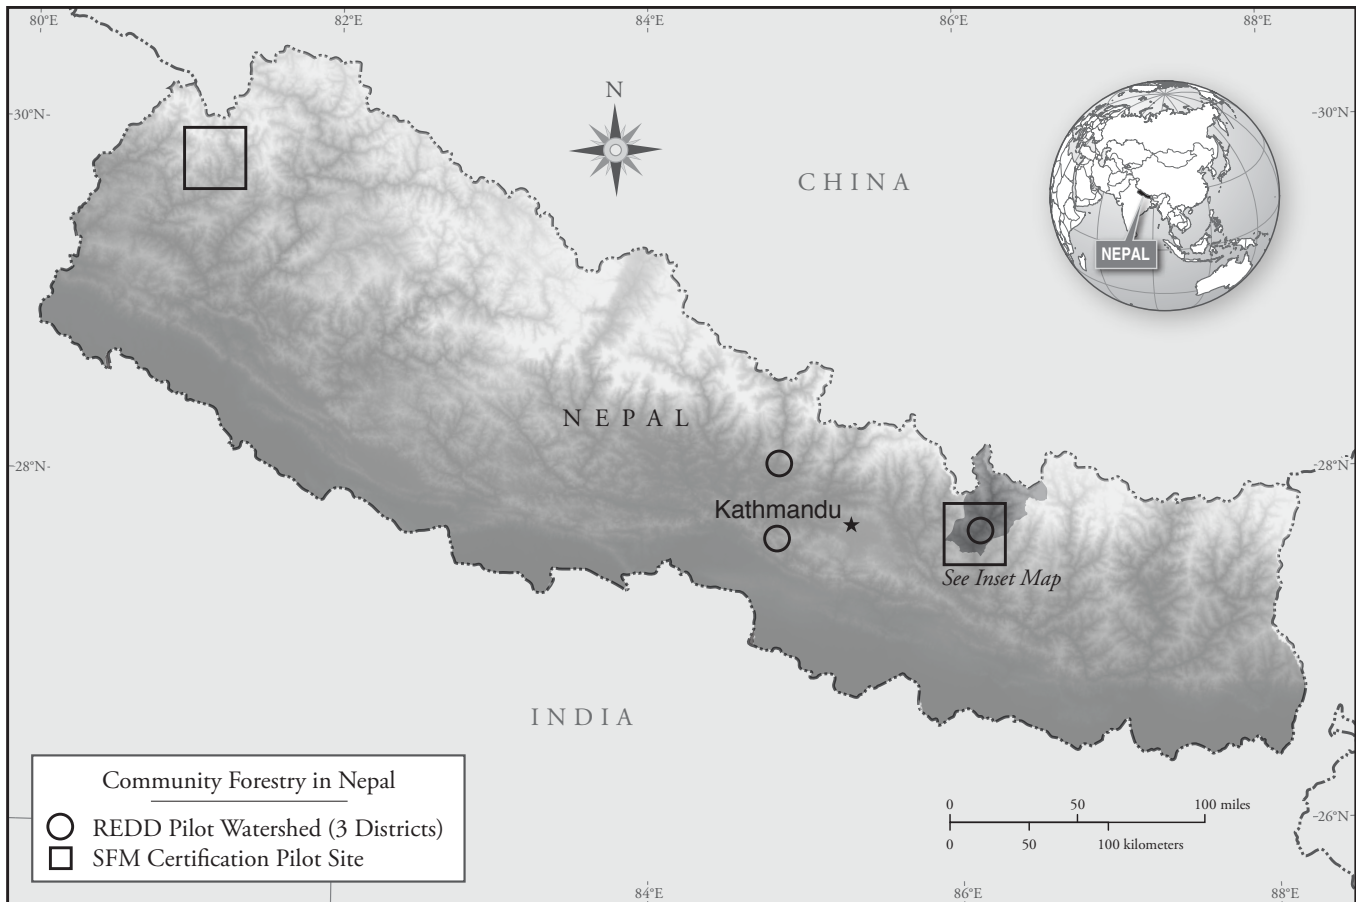 80°E
82°E
84°E
86°E
88°E
30°N-
-30°N
N
CHINA
NEPAL
NEPAL
28°N-
-28°N
Kathmandu
See Inset Map
INDIA
Community Forestry in Nepal
REDD Pilot Watershed (3 Districts)
SFM Certification Pilot Site
0 50 100 miles
0 50 100 kilometers
-26°N
84°E
86°E
88°E